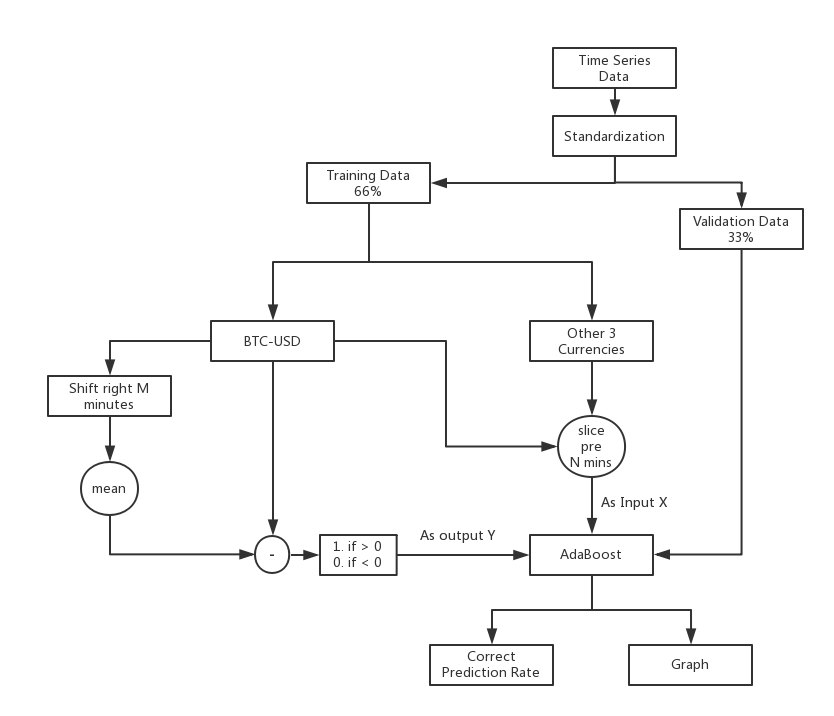 Time Series
Data
Standardization
Training Data
66%
Validation Data
33%
BTC-USD
Other 3
Currencies
Shift right M
minutes
slice
pre
N mins
mean
As Input X
-
1. if > 0
0. if < 0
As output Y
AdaBoost
Correct
Prediction Rate
Graph